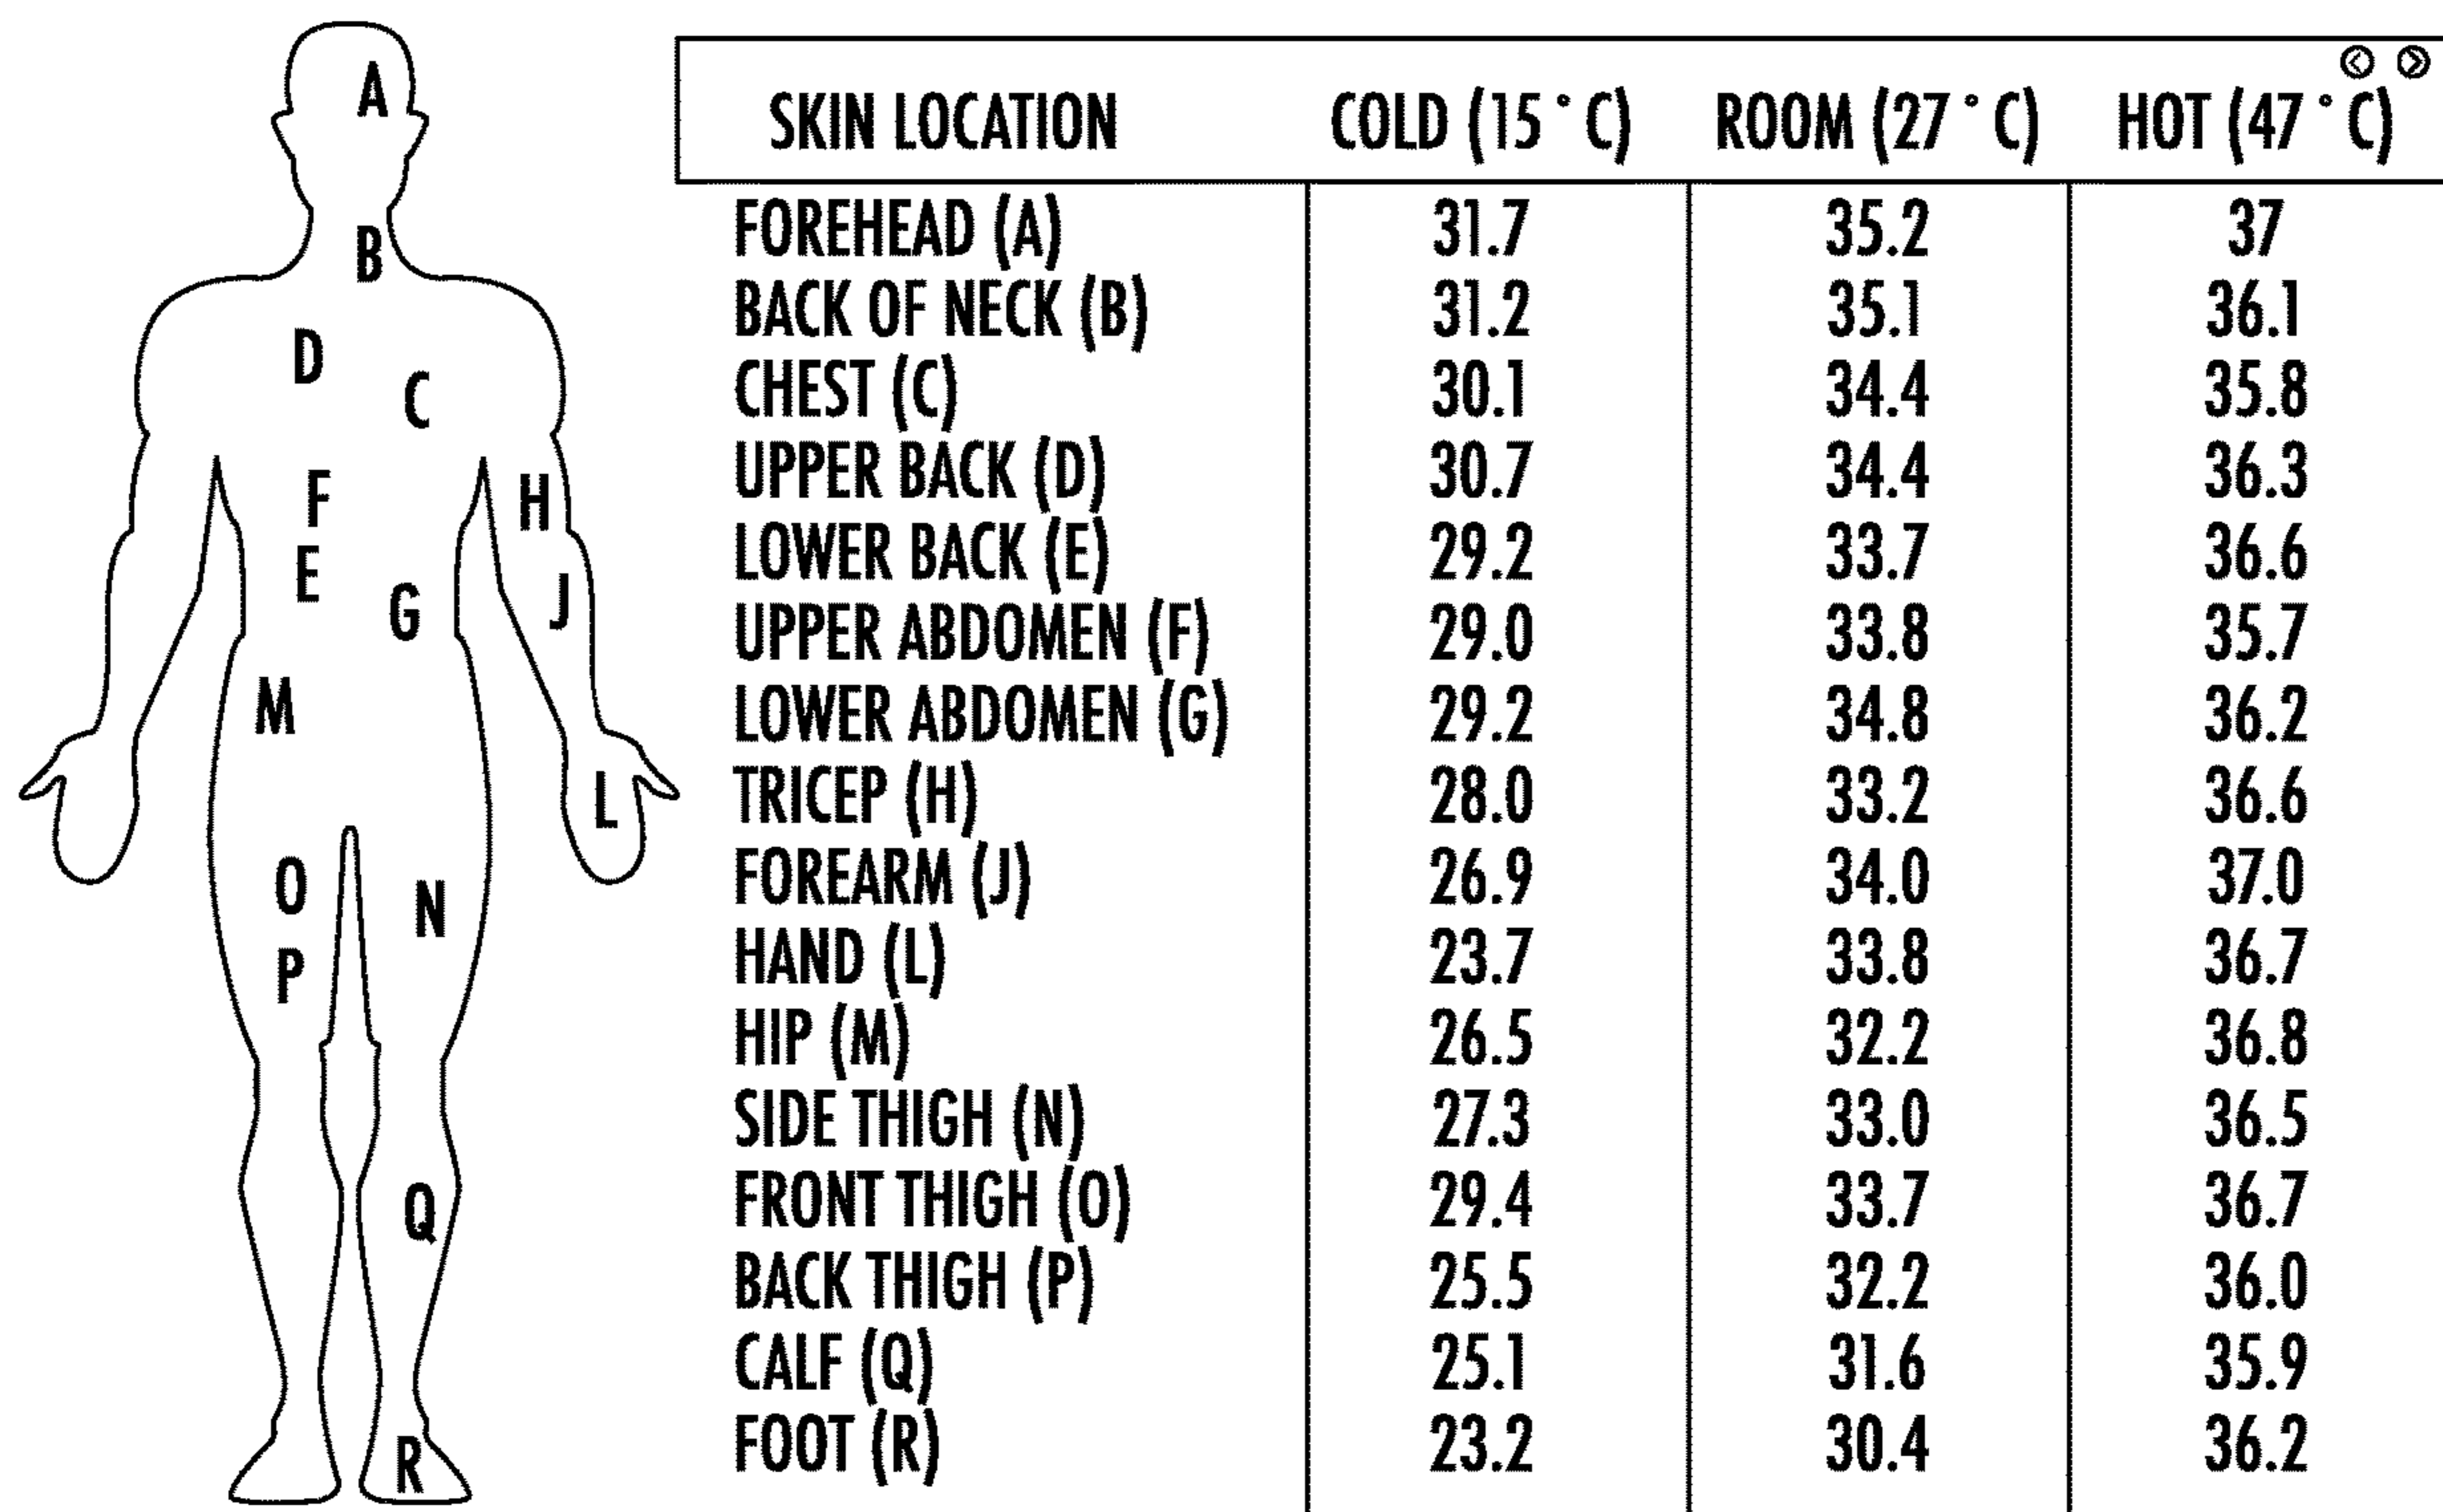 A
B
D
C
F
H
E
G
J
M
L
O
N
P
Q
R
SKIN LOCATION COLD (15°C) ROOM (27°C) HOT (47°C)
FOREHEAD (A) 31.7 35.2 37
BACK OF NECK (B) 31.2 35.1 36.1
CHEST (C) 30.1 34.4 35.8
UPPER BACK (D) 30.7 34.4 36.3
LOWER BACK (E) 29.2 33.7 36.6
UPPER ABDOMEN (F) 29.0 33.8 35.7
LOWER ABDOMEN (G) 29.2 34.8 36.2
TRICEP (H) 28.0 33.2 36.6
FOREARM (J) 26.9 34.0 37.0
HAND (L) 23.7 33.8 36.7
HIP (M) 26.5 32.2 36.8
SIDE THIGH (N) 27.3 33.0 36.5
FRONT THIGH (O) 29.4 33.7 36.7
BACK THIGH (P) 25.5 32.2 36.0
CALF (Q) 25.1 31.6 35.9
FOOT (R) 23.2 30.4 36.2